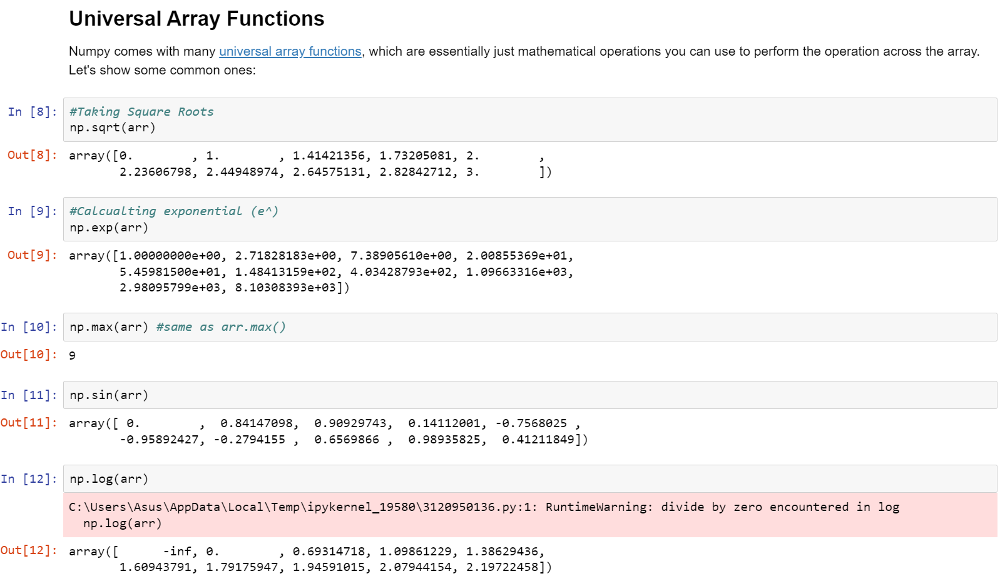 Universal Array Functions
Numpy comes with many universal array functions, which are essentially just mathematical operations you can use to perform the operation across the array.
Let's show some common ones:
In [8]: #Taking Square Roots
np.sqrt(arr)
Out[8]: array([0.        , 1.        , 1.41421356, 1.73205081, 2.        ,
       2.23606798, 2.44948974, 2.64575131, 2.82842712, 3.        ])
In [9]: #Calcualting exponential (e^)
np.exp(arr)
Out[9]: array([1.00000000e+00, 2.71828183e+00, 7.38905610e+00, 2.00855369e+01,
       5.45981500e+01, 1.48413159e+02, 4.03428793e+02, 1.09663316e+03,
       2.98095799e+03, 8.10308393e+03])
In [10]: np.max(arr) #same as arr.max()
Out[10]: 9
In [11]: np.sin(arr)
Out[11]: array([ 0.        ,  0.84147098,  0.90929743,  0.14112001, -0.7568025 ,
       -0.95892427, -0.2794155 ,  0.6569866 ,  0.98935825,  0.41211849])
In [12]: np.log(arr)
C:\Users\Asus\AppData\Local\Temp\ipykernel_19580\3120950136.py:1: RuntimeWarning: divide by zero encountered in log
  np.log(arr)
Out[12]: array([      -inf, 0.        , 0.69314718, 1.09861229, 1.38629436,
       1.60943791, 1.79175947, 1.94591015, 2.07944154, 2.19722458])